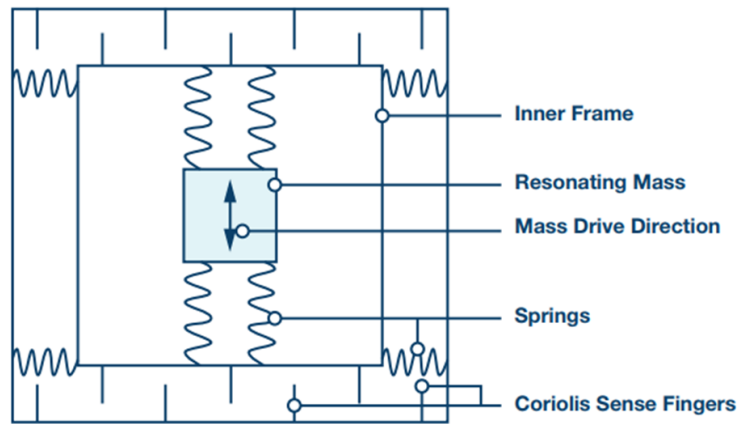 Inner Frame
Resonating Mass
Mass Drive Direction
Springs
Coriolis Sense Fingers